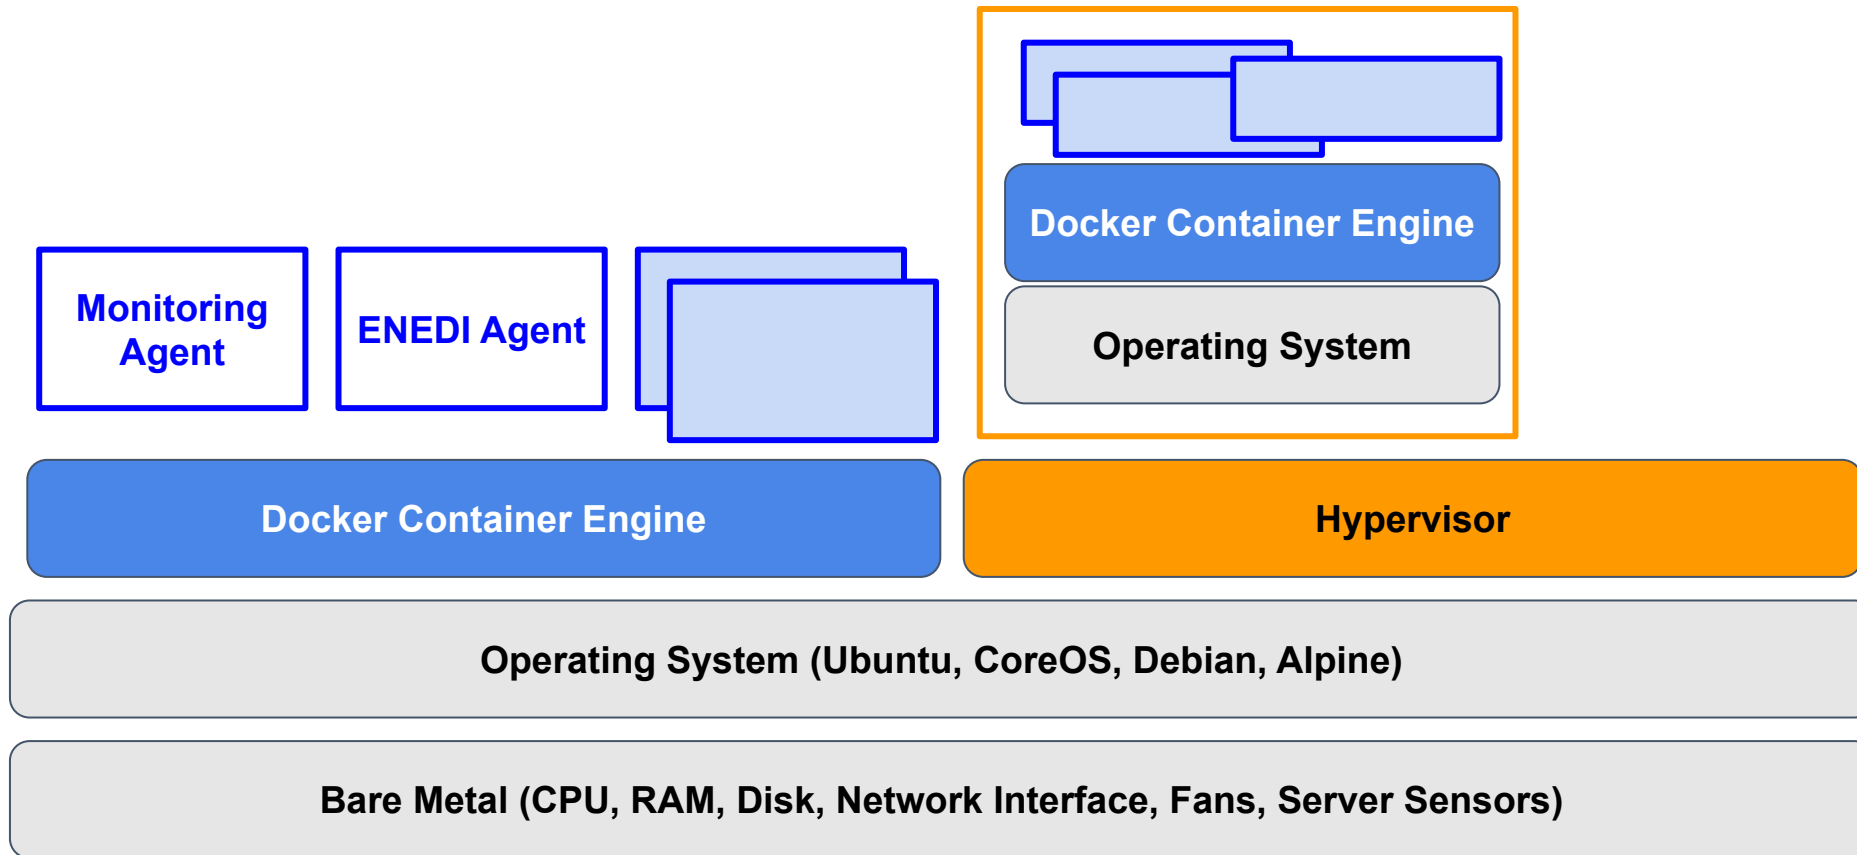 Docker Container Engine
Monitoring
Agent
ENEDI Agent
Operating System
Docker Container Engine
Hypervisor
Operating System (Ubuntu, CoreOS, Debian, Alpine)
Bare Metal (CPU, RAM, Disk, Network Interface, Fans, Server Sensors)